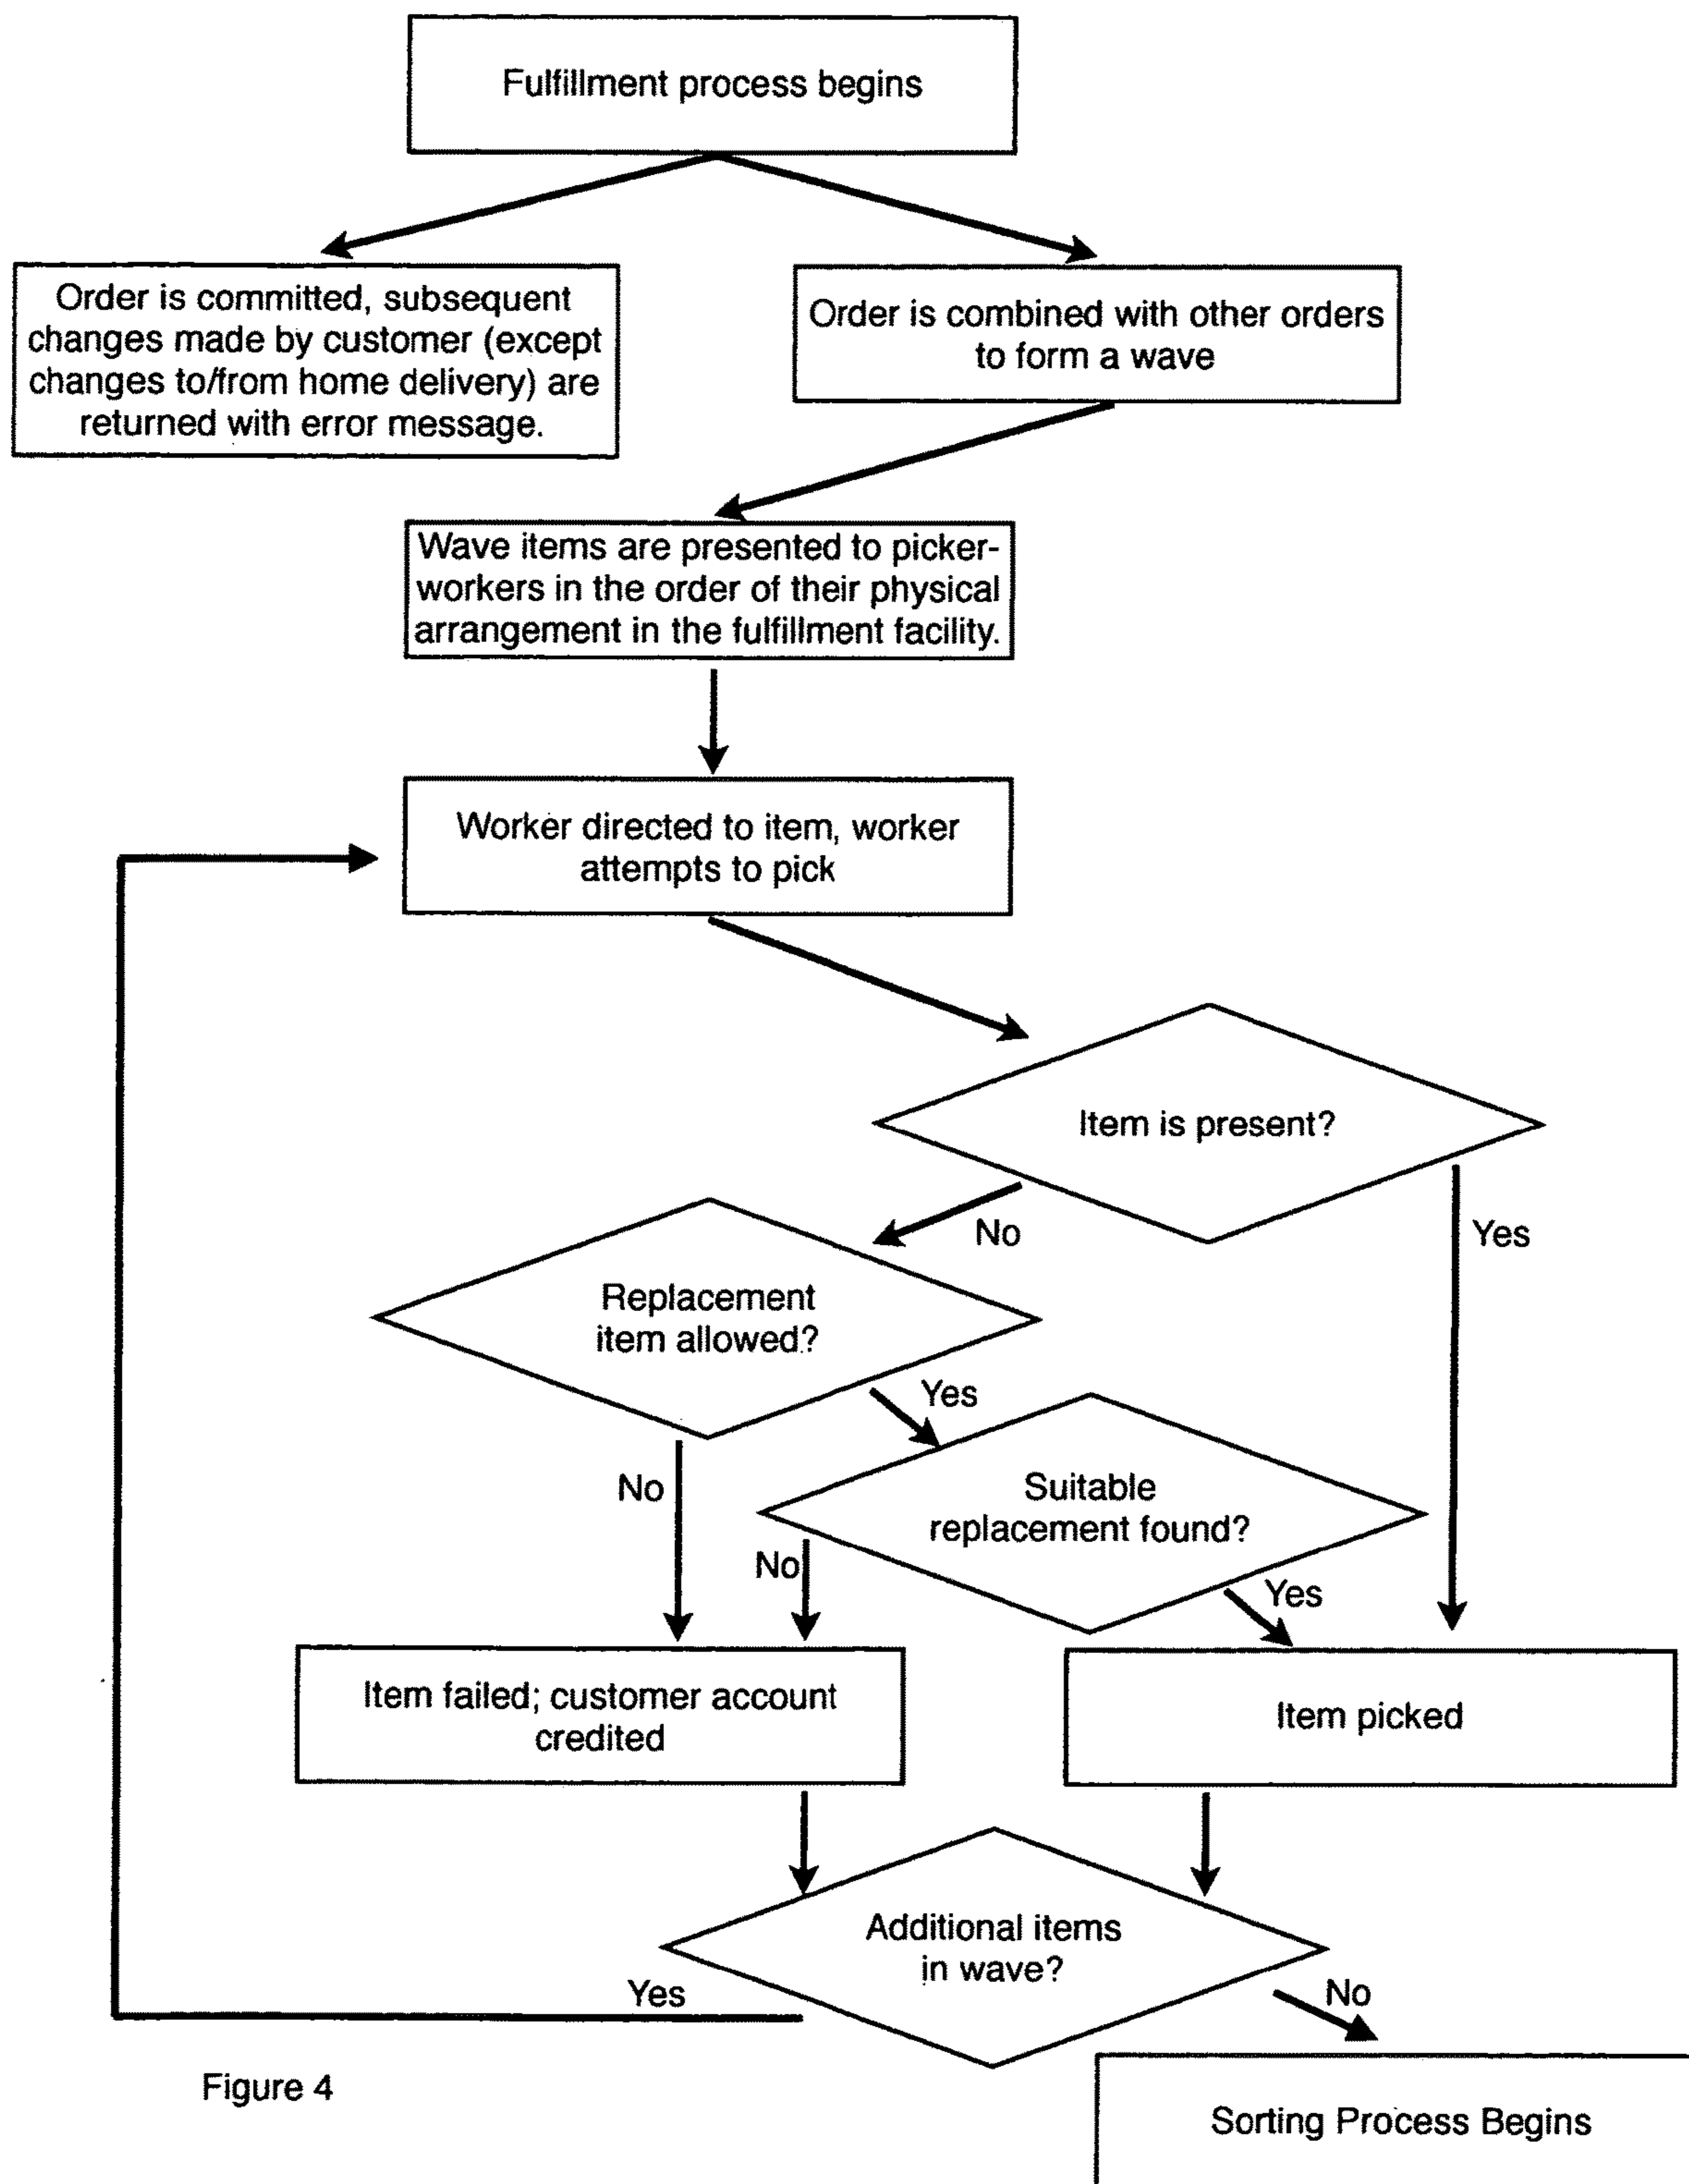 Fulfillment process begins
Order is committed, subsequent
changes made by customer (except
changes to/from home delivery) are
returned with error message.
Order is combined with other orders
to form a wave
Wave items are presented to picker-
workers in the order of their physical
arrangement in the fulfillment facility.
Worker directed to item, worker
attempts to pick
Item is present?
No
Yes
Replacement
item allowed?
Yes
No
Suitable
replacement found?
No
Yes
Item failed; customer account
credited
Item picked
Additional items
in wave?
Yes
No
Figure 4
Sorting Process Begins